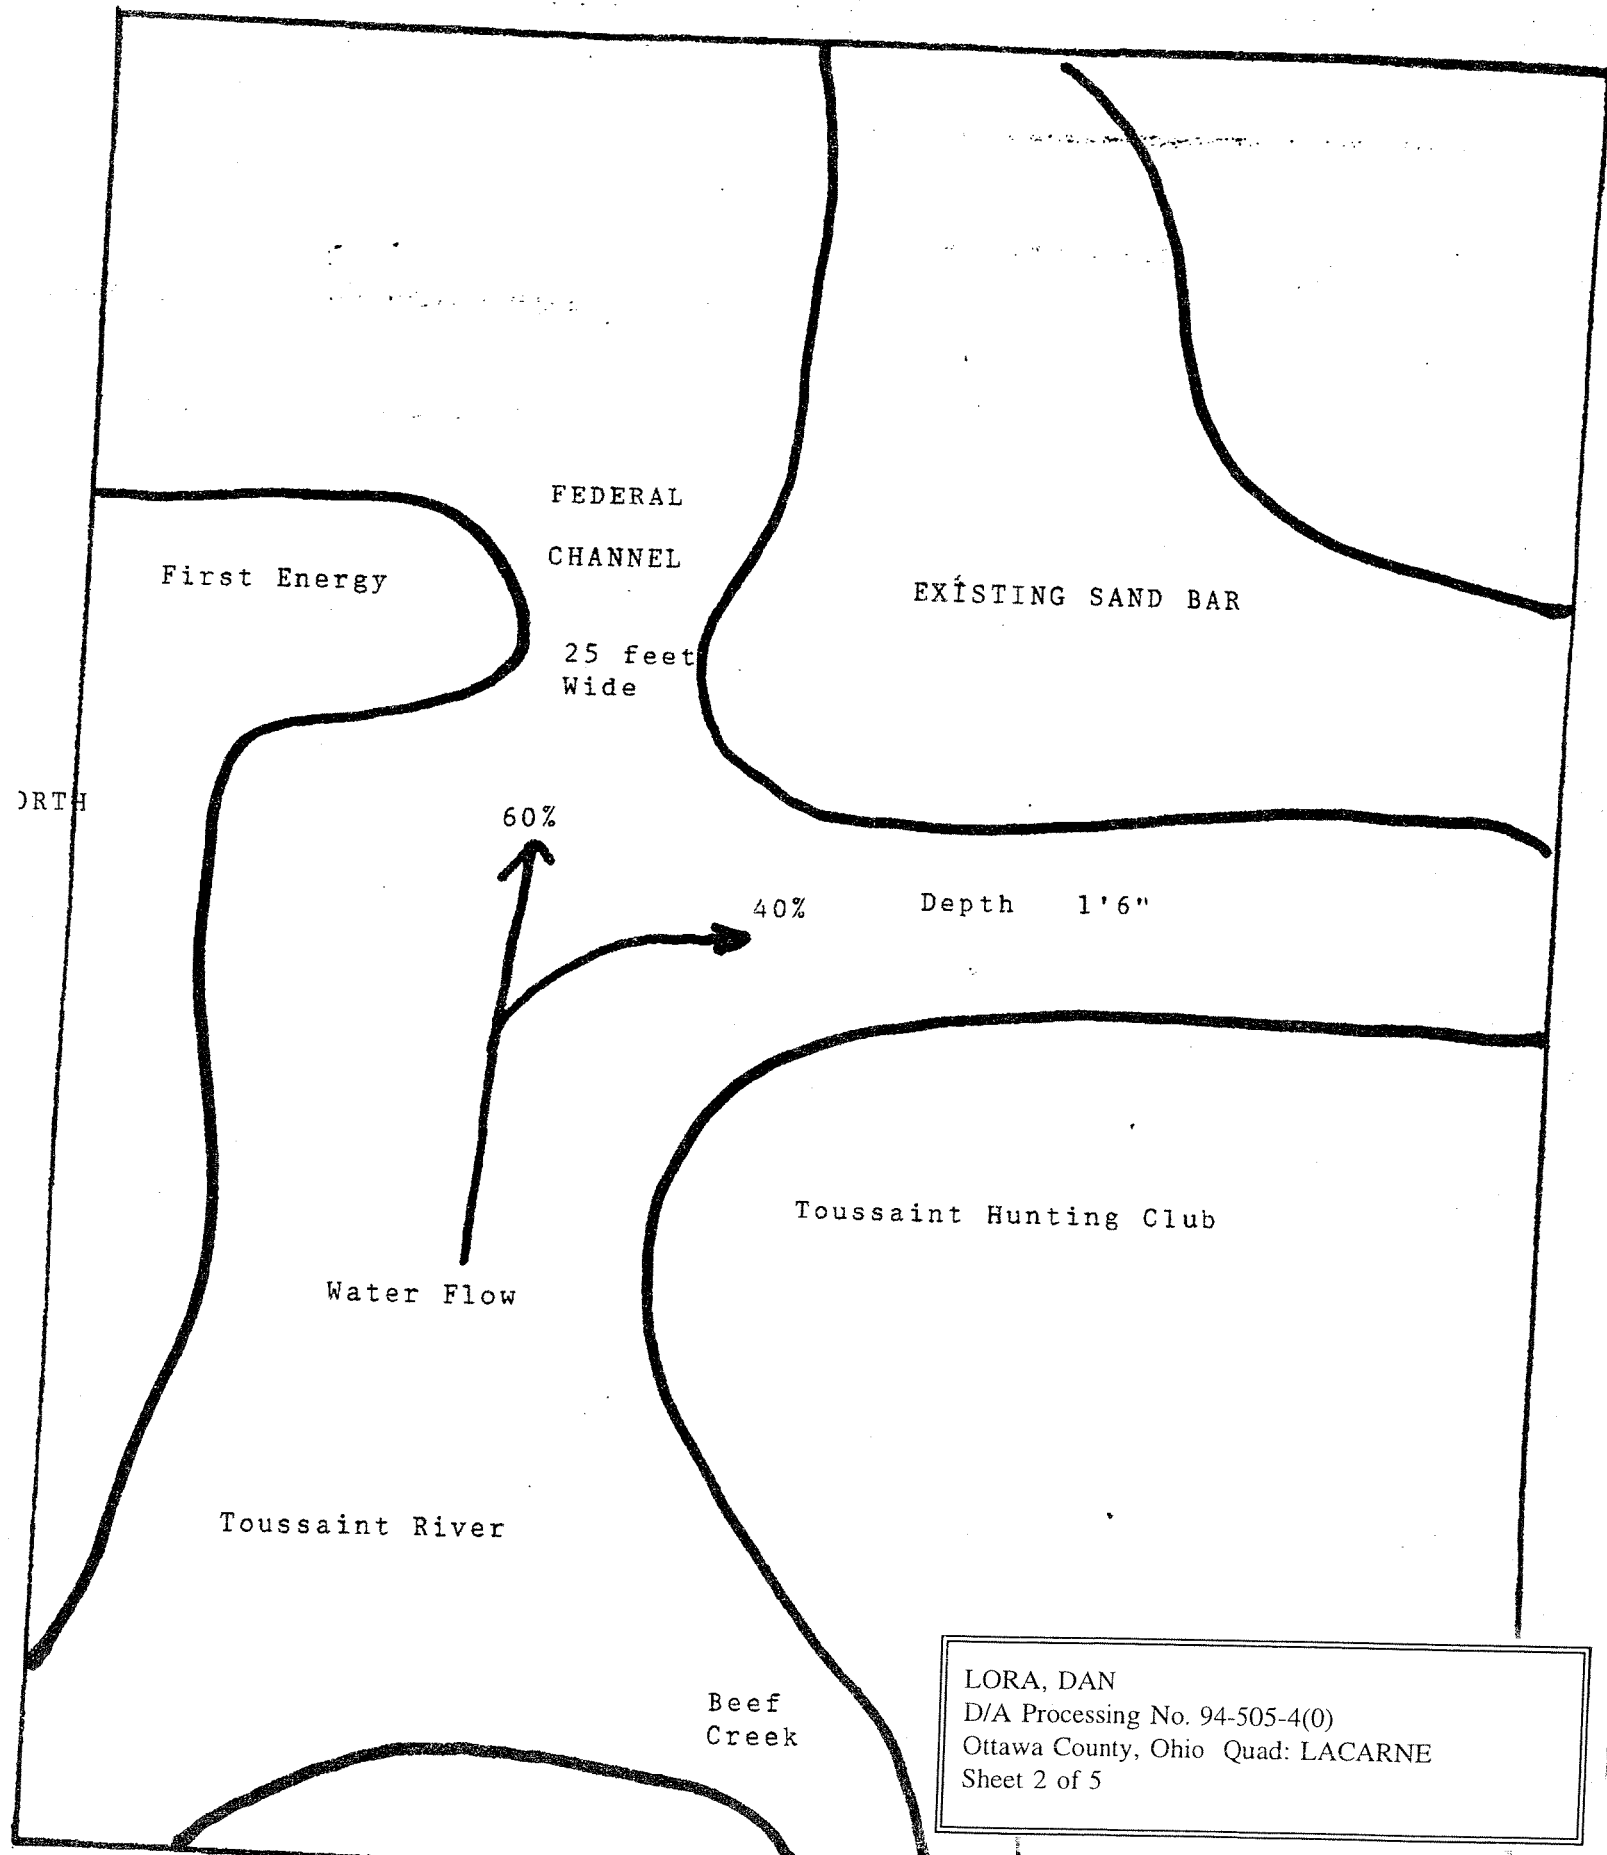 FEDERAL
CHANNEL
First Energy
EXISTING SAND BAR
25 feet
Wide
ORTH
60%
40%
Depth 1'6"
Toussaint Hunting Club
Water Flow
Toussaint River
Beef
Creek
LORA, DAN
D/A Processing No. 94-505-4(0)
Ottawa County, Ohio Quad: LACARNE
Sheet 2 of 5